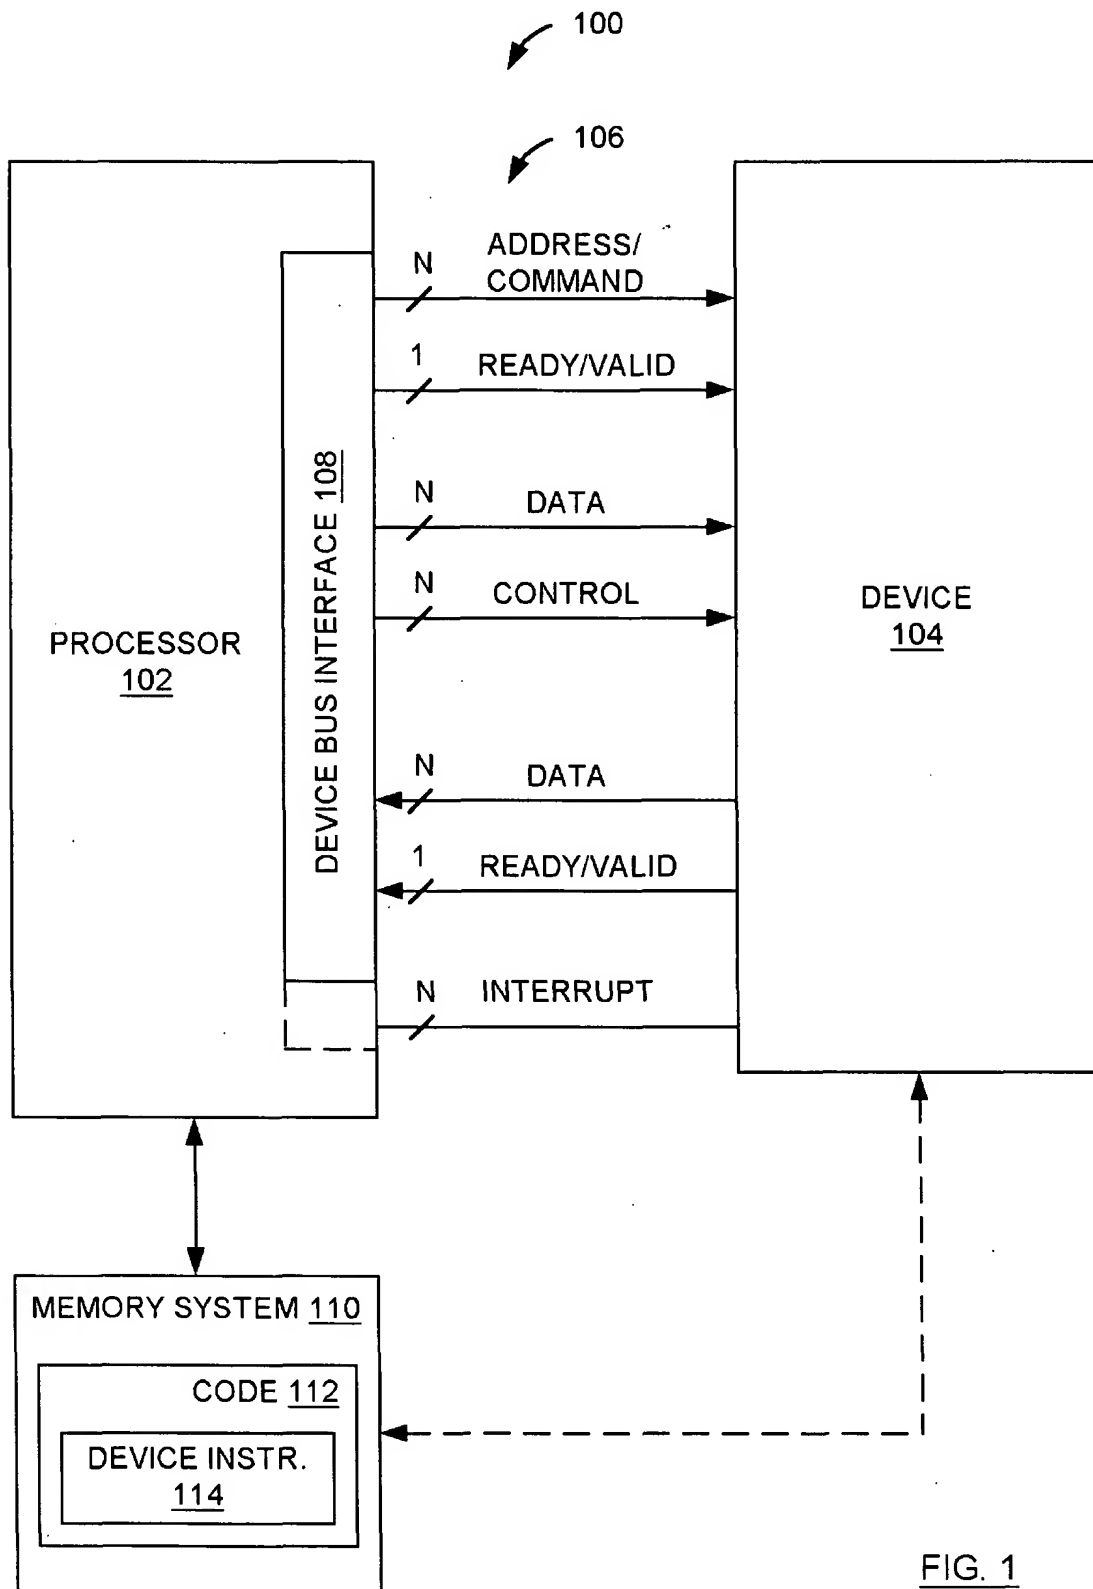 100
106
N
ADDRESS/
COMMAND
1
READY/VALID
N
DATA
N
CONTROL
DEVICE BUS INTERFACE 108
PROCESSOR
102
DEVICE
104
N
DATA
1
READY/VALID
N
INTERRUPT
MEMORY SYSTEM 110
CODE 112
DEVICE INSTR.
114
FIG. 1